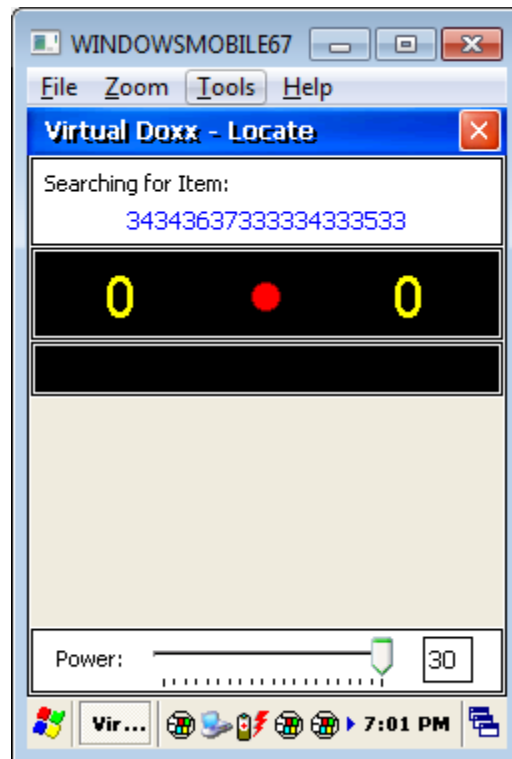 WINDOWSMOBILE67
File Zoom Tools Help
Virtual Doxx - Locate
Searching for Item:
34343637333334333533
0 0
Power: 30
Vir... 7:01 PM